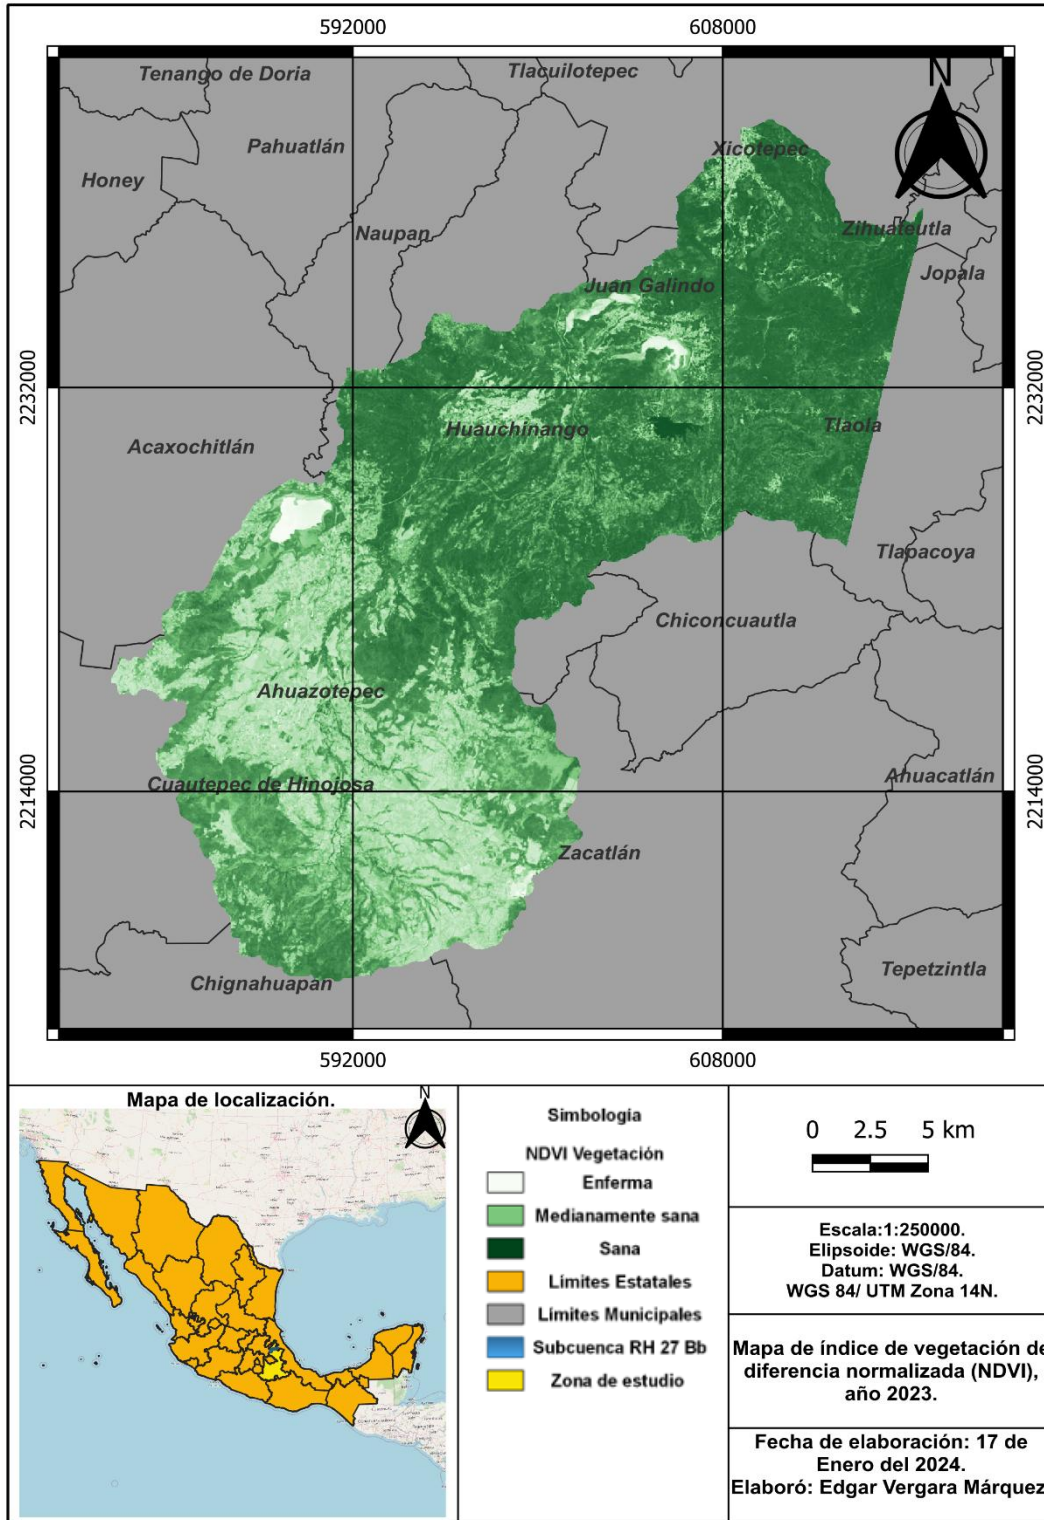 592000
608000
N
Tenango de Doria
Tlacuilotepec
Pahuatlán
Xicotepec
Honey
Naupan
Zihuateutla
Jopala
Juan Galindo
2232000
2232000
Huauchinango
Tlaola
Acaxochitlán
Tlapacoya
Chiconcuautla
Ahuazotepec
Cuautepec de Hinojosa
Ahuacatlán
2214000
2214000
Zacatlán
Tepetzintla
Chignahuapan
592000
608000
Mapa de localización.
N
Simbología
NDVI Vegetación
Enferma
Medianamente sana
Sana
Límites Estatales
Límites Municipales
Subcuenca RH 27 Bb
Zona de estudio
0 2.5 5 km
Escala:1:250000.
Elipsoide: WGS/84.
Datum: WGS/84.
WGS 84/ UTM Zona 14N.
Mapa de índice de vegetación de
diferencia normalizada (NDVI),
año 2023.
Fecha de elaboración: 17 de
Enero del 2024.
Elaboró: Edgar Vergara Márquez